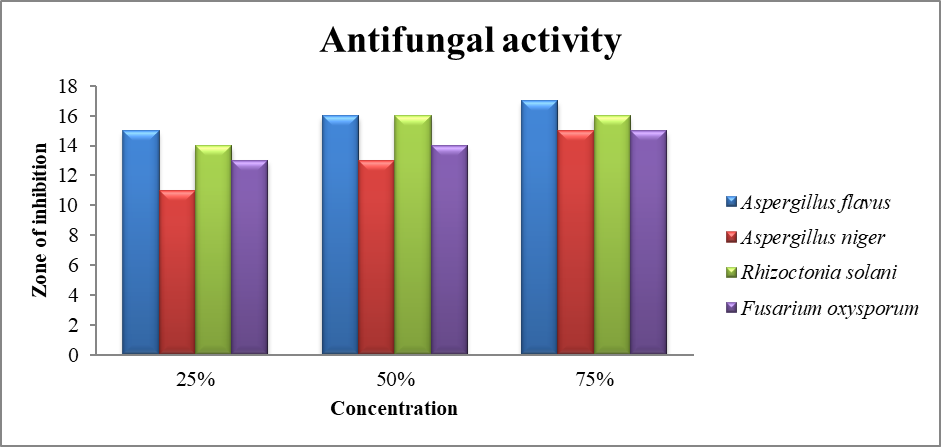 Antifungal activity
Zone of inhibition
18
16
14
12
10
8
6
4
2
0
25%
50%
75%
Concentration
Aspergillus flavus
Aspergillus niger
Rhizoctonia solani
Fusarium oxysporum